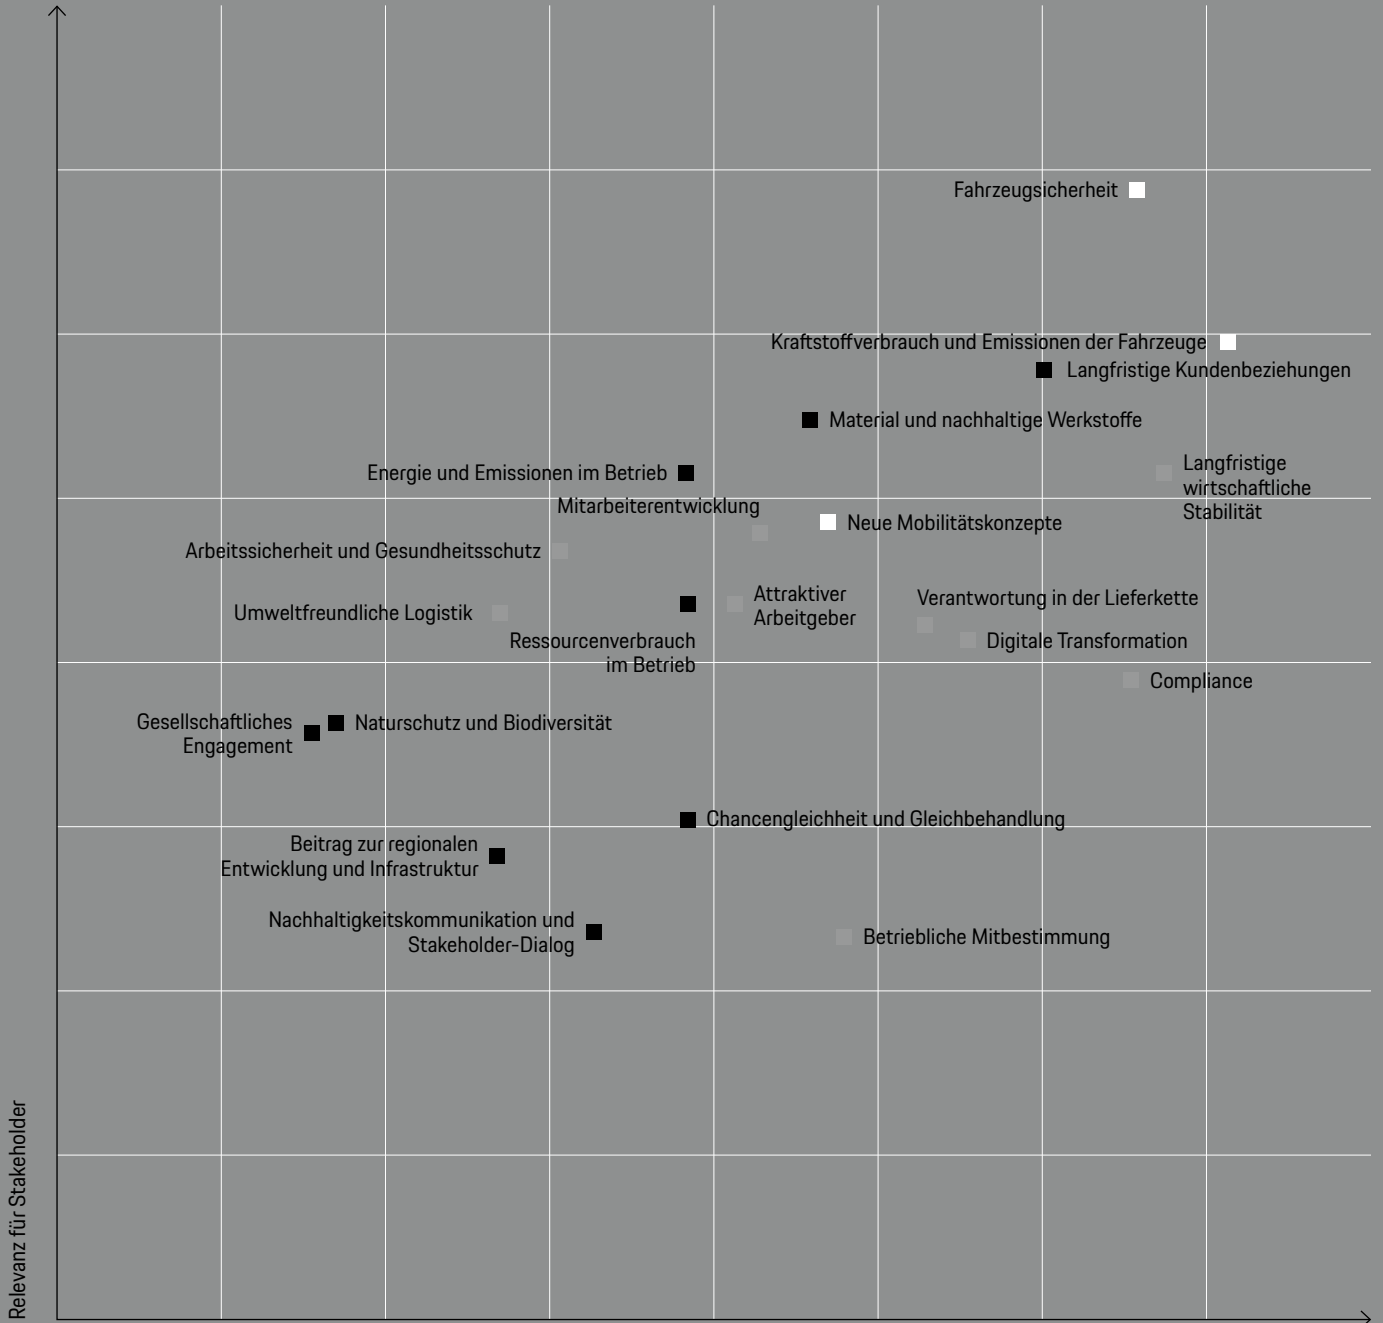 Fahrzeugsicherheit
Kraftstoffverbrauch und Emissionen der Fahrzeuge
Langfristige Kundenbeziehungen
Material und nachhaltige Werkstoffe
Energie und Emissionen im Betrieb
Langfristige
wirtschaftliche
Stabilität
Mitarbeiterentwicklung
Neue Mobilitätskonzepte
Arbeitssicherheit und Gesundheitsschutz
Attraktiver
Arbeitgeber
Verantwortung in der Lieferkette
Umweltfreundliche Logistik
Ressourcenverbrauch
im Betrieb
Digitale Transformation
Compliance
Gesellschaftliches
Engagement
Naturschutz und Biodiversität
Chancengleichheit und Gleichbehandlung
Beitrag zur regionalen
Entwicklung und Infrastruktur
Nachhaltigkeitskommunikation und
Stakeholder-Dialog
Betriebliche Mitbestimmung
Relevanz für Stakeholder